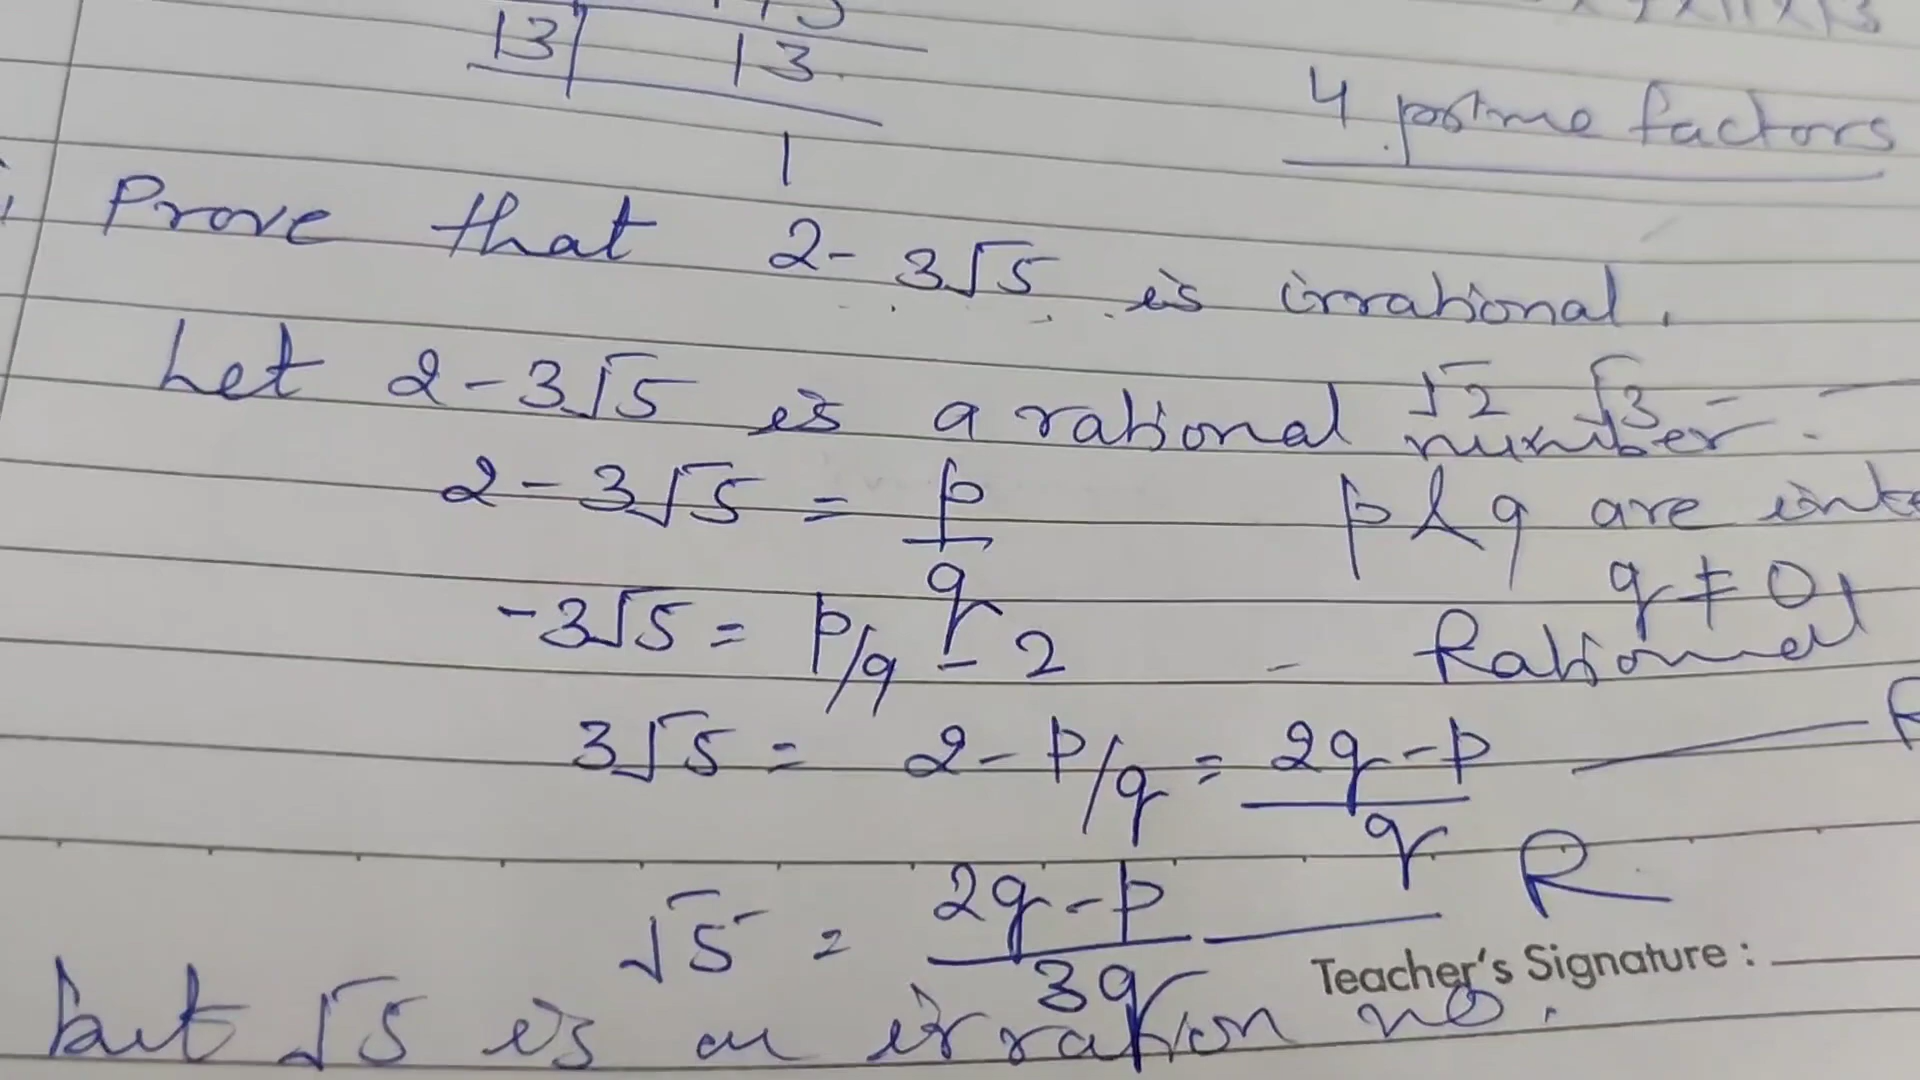 13 13
1
4 prime factors
Prove that 2 - 3√5 is irrational.
Let 2 - 3√5 is a rational number.
√2 √3 - -
2 - 3√5 = p/q p & q are
q ≠ 0,
-3√5 = p/q - 2 - Rational
3√5 = 2 - p/q = 2q - p/q
√5 = 2q - p/3q R
Teacher's Signature :
but √5 is an irration no.